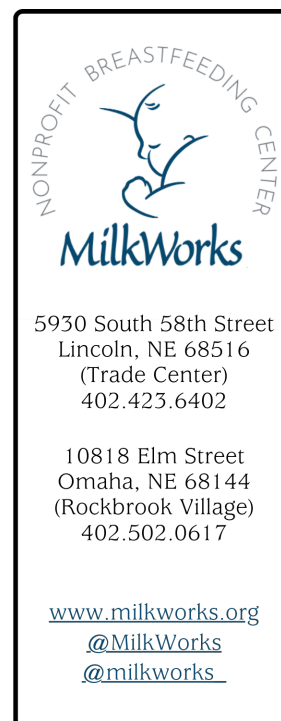 NONPROFIT BREASTFEEDING CENTER
MilkWorks
5930 South 58th Street
Lincoln, NE 68516
(Trade Center)
402.423.6402
10818 Elm Street
Omaha, NE 68144
(Rockbrook Village)
402.502.0617
www.milkworks.org
@MilkWorks
@milkworks_